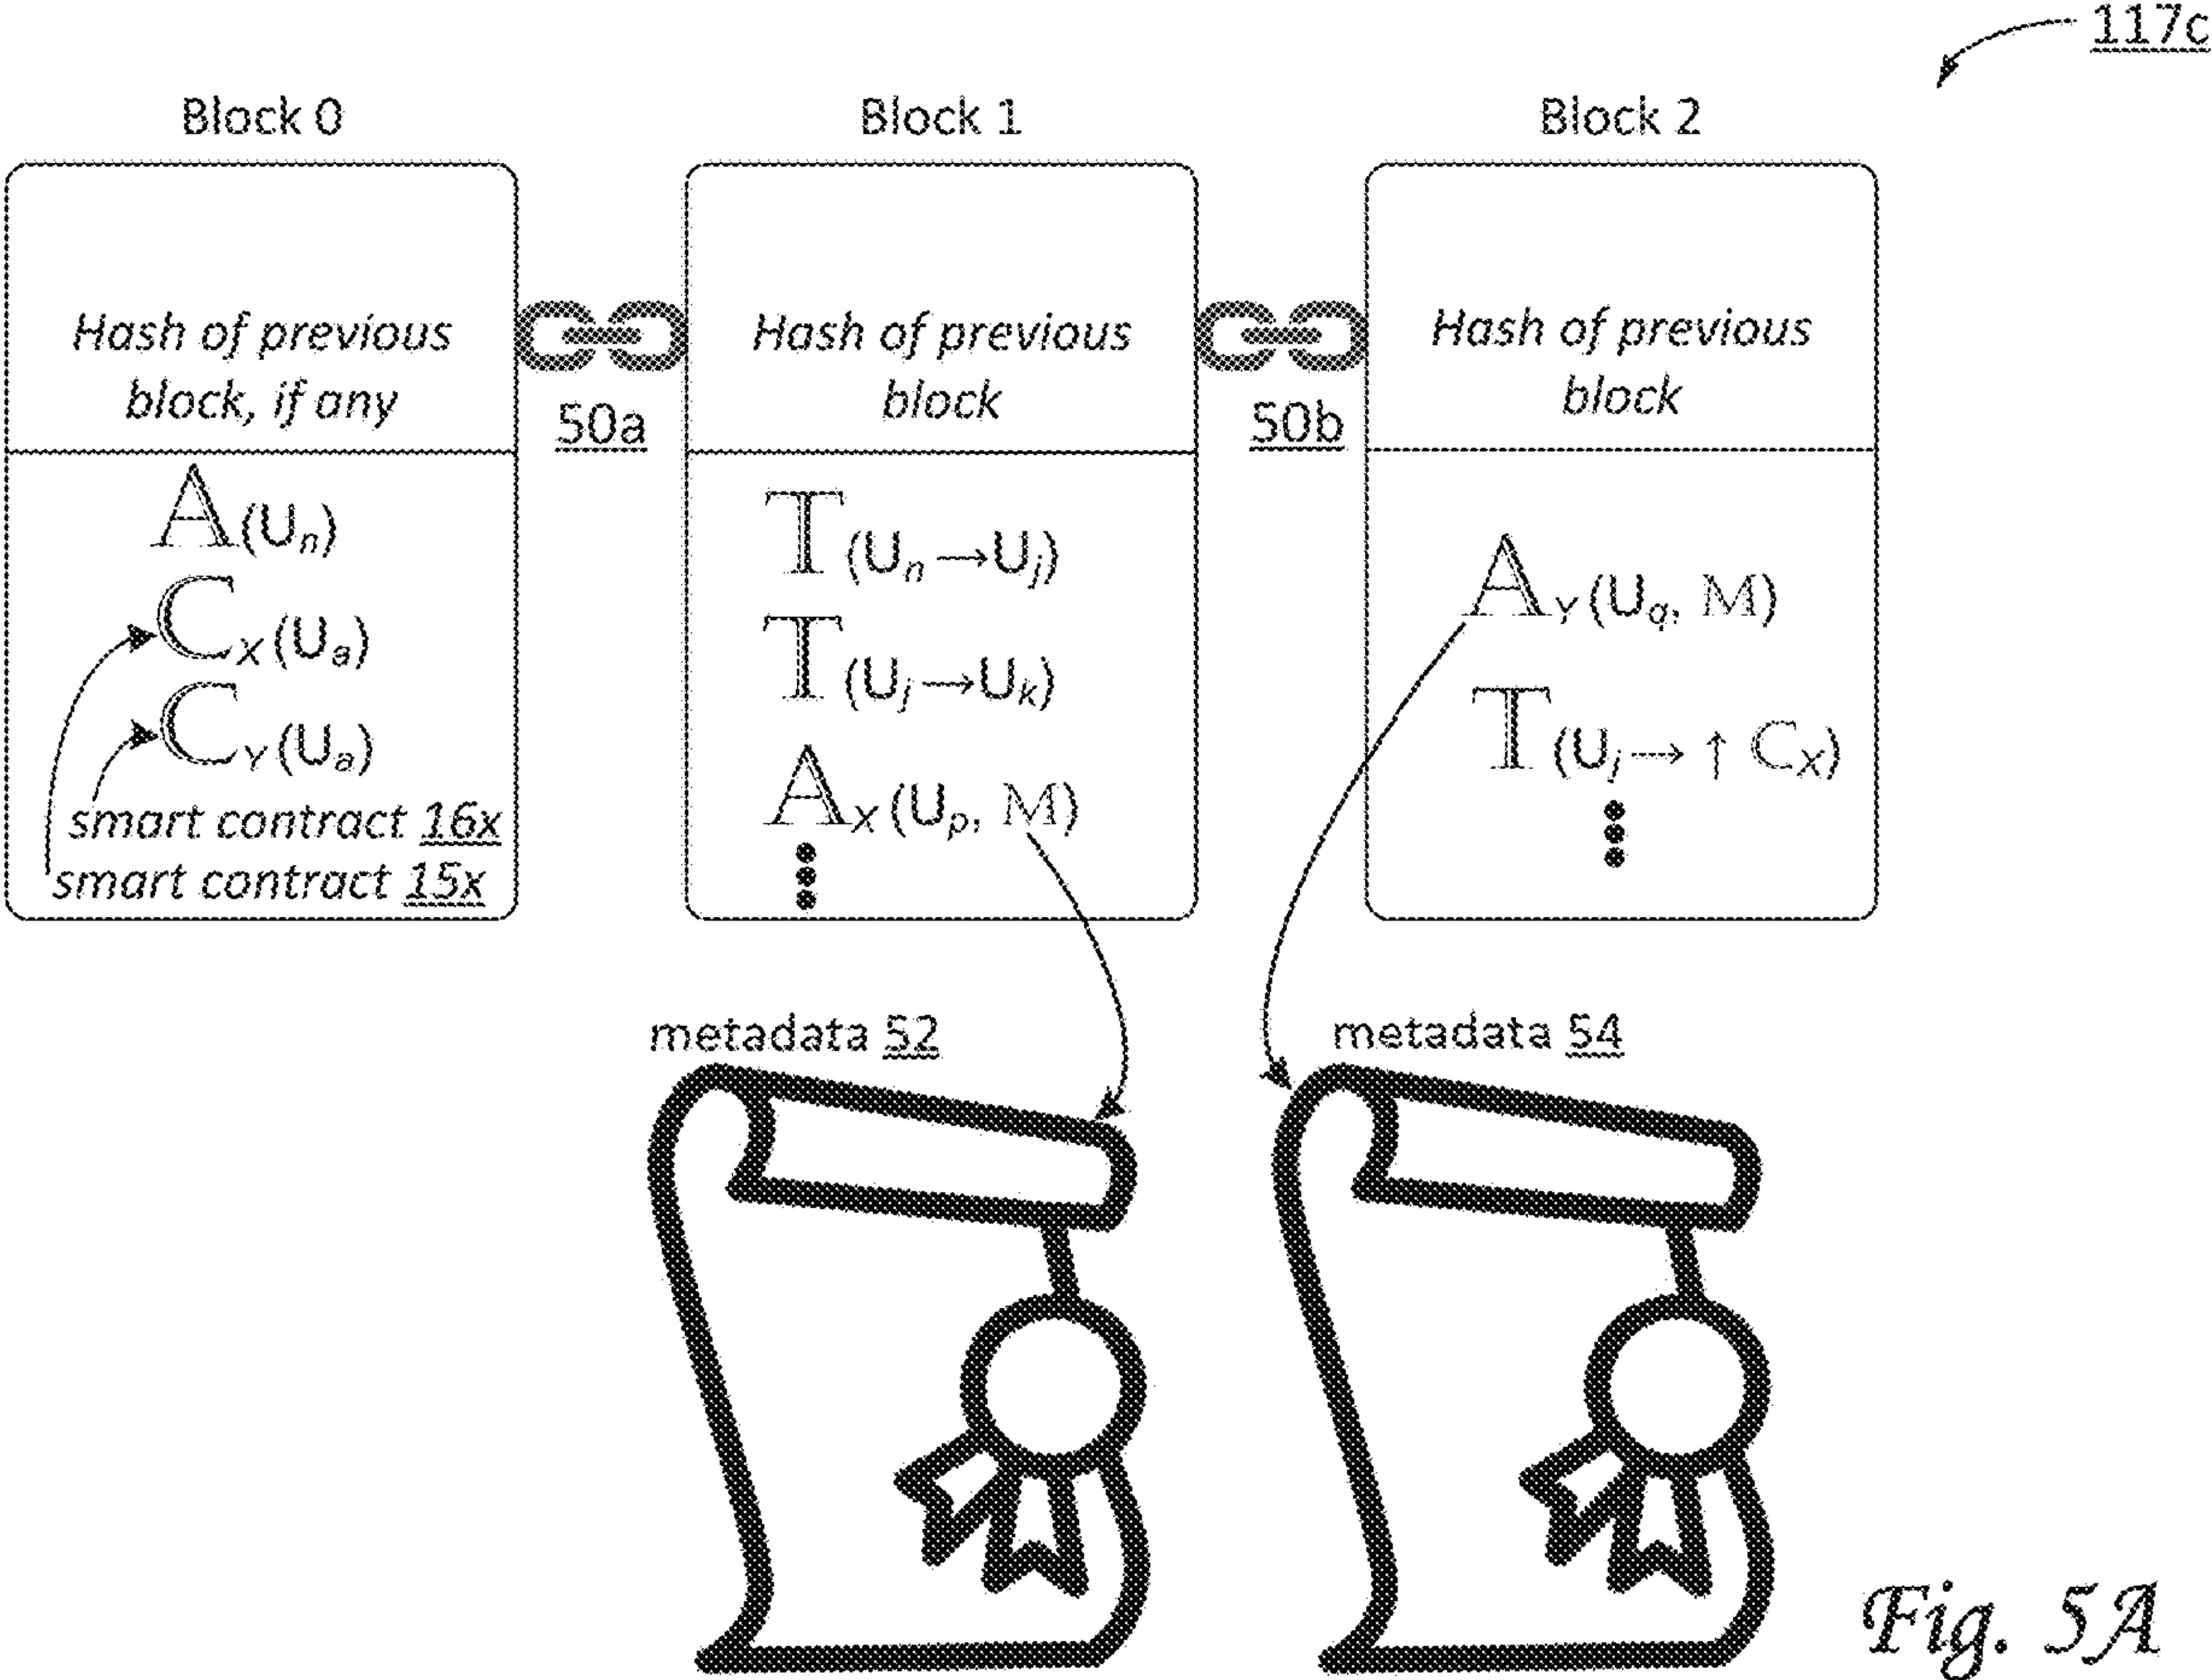 117c
Block 0
Hash of previous
block, if any
A(Un)
CX(Ua)
CY(Ua)
smart contract 16x
smart contract 15x
50a
Block 1
Hash of previous
block
T(Un→Uj)
T(Uj→Uk)
AX(Up, M)
50b
Block 2
Hash of previous
block
AY(Uq, M)
T(Uj→ ↑ CX)
metadata 52
metadata 54
Fig. 5A